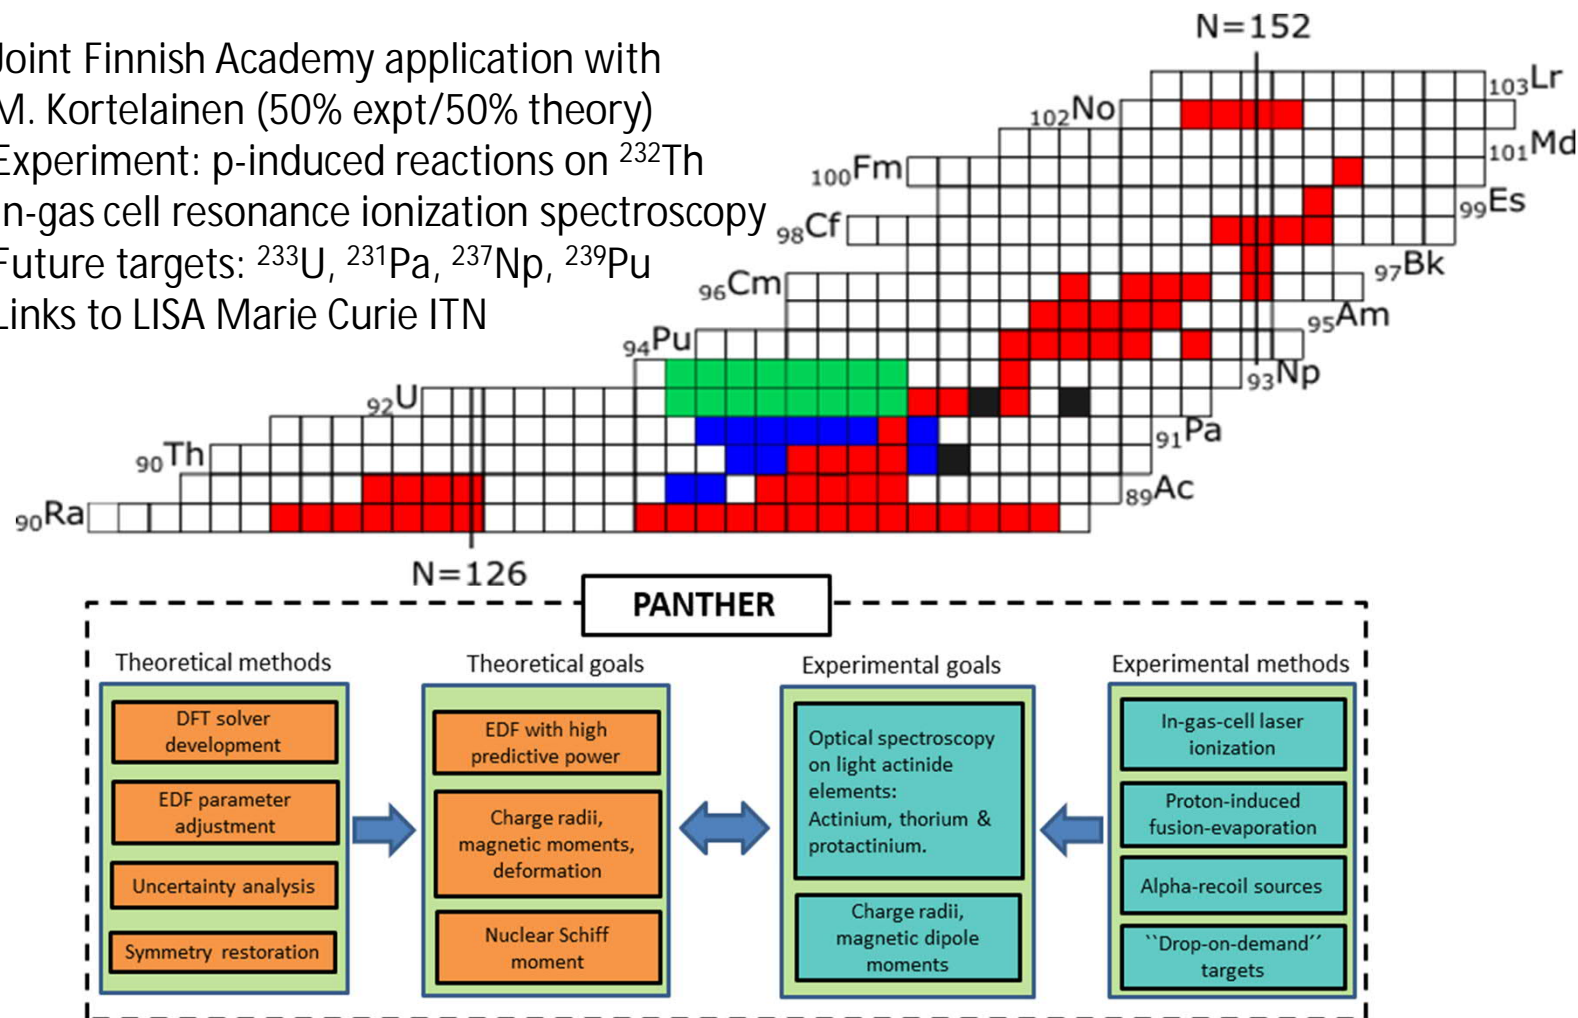 Joint Finnish Academy application with
M. Kortelainen (50% expt/50% theory)
Experiment: p-induced reactions on ²³²Th
In-gas cell resonance ionization spectroscopy
Future targets: ²³³U, ²³¹Pa, ²³⁷Np, ²³⁹Pu
Links to LISA Marie Curie ITN
N=152
₁₀₃Lr
₁₀₂No
₁₀₁Md
₁₀₀Fm
₉₉Es
₉₈Cf
₉₇Bk
₉₆Cm
₉₅Am
₉₄Pu
₉₃Np
₉₂U
₉₁Pa
₉₀Th
₈₉Ac
₉₀Ra
N=126
PANTHER
Theoretical methods
DFT solver
development
EDF parameter
adjustment
Uncertainty analysis
Symmetry restoration
Theoretical goals
EDF with high
predictive power
Charge radii,
magnetic moments,
deformation
Nuclear Schiff
moment
Experimental goals
Optical spectroscopy
on light actinide
elements:
Actinium, thorium &
protactinium.
Charge radii,
magnetic dipole
moments
Experimental methods
In-gas-cell laser
ionization
Proton-induced
fusion-evaporation
Alpha-recoil sources
``Drop-on-demand´´
targets